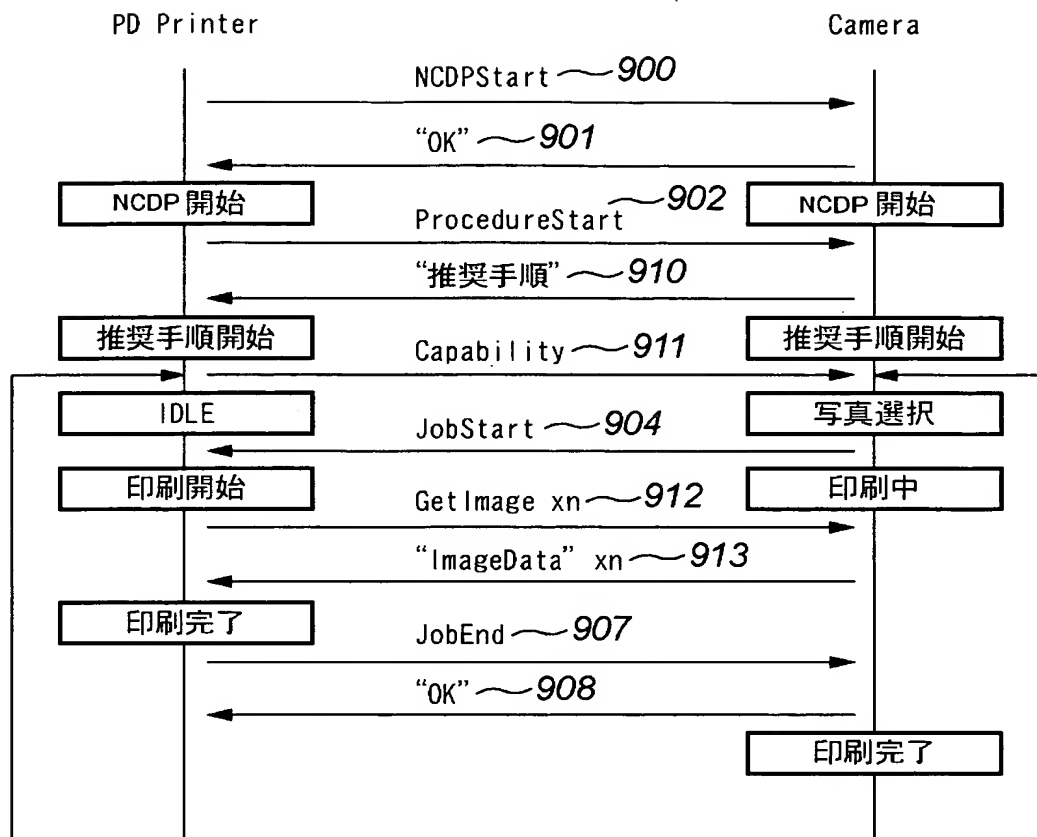 PD Printer
Camera
NCDPStart 900
“OK” 901
NCDP 開始
NCDP 開始
ProcedureStart 902
“推奨手順” 910
推奨手順開始
推奨手順開始
Capability 911
IDLE
写真選択
JobStart 904
印刷開始
印刷中
GetImage xn 912
“ImageData” xn 913
印刷完了
JobEnd 907
“OK” 908
印刷完了